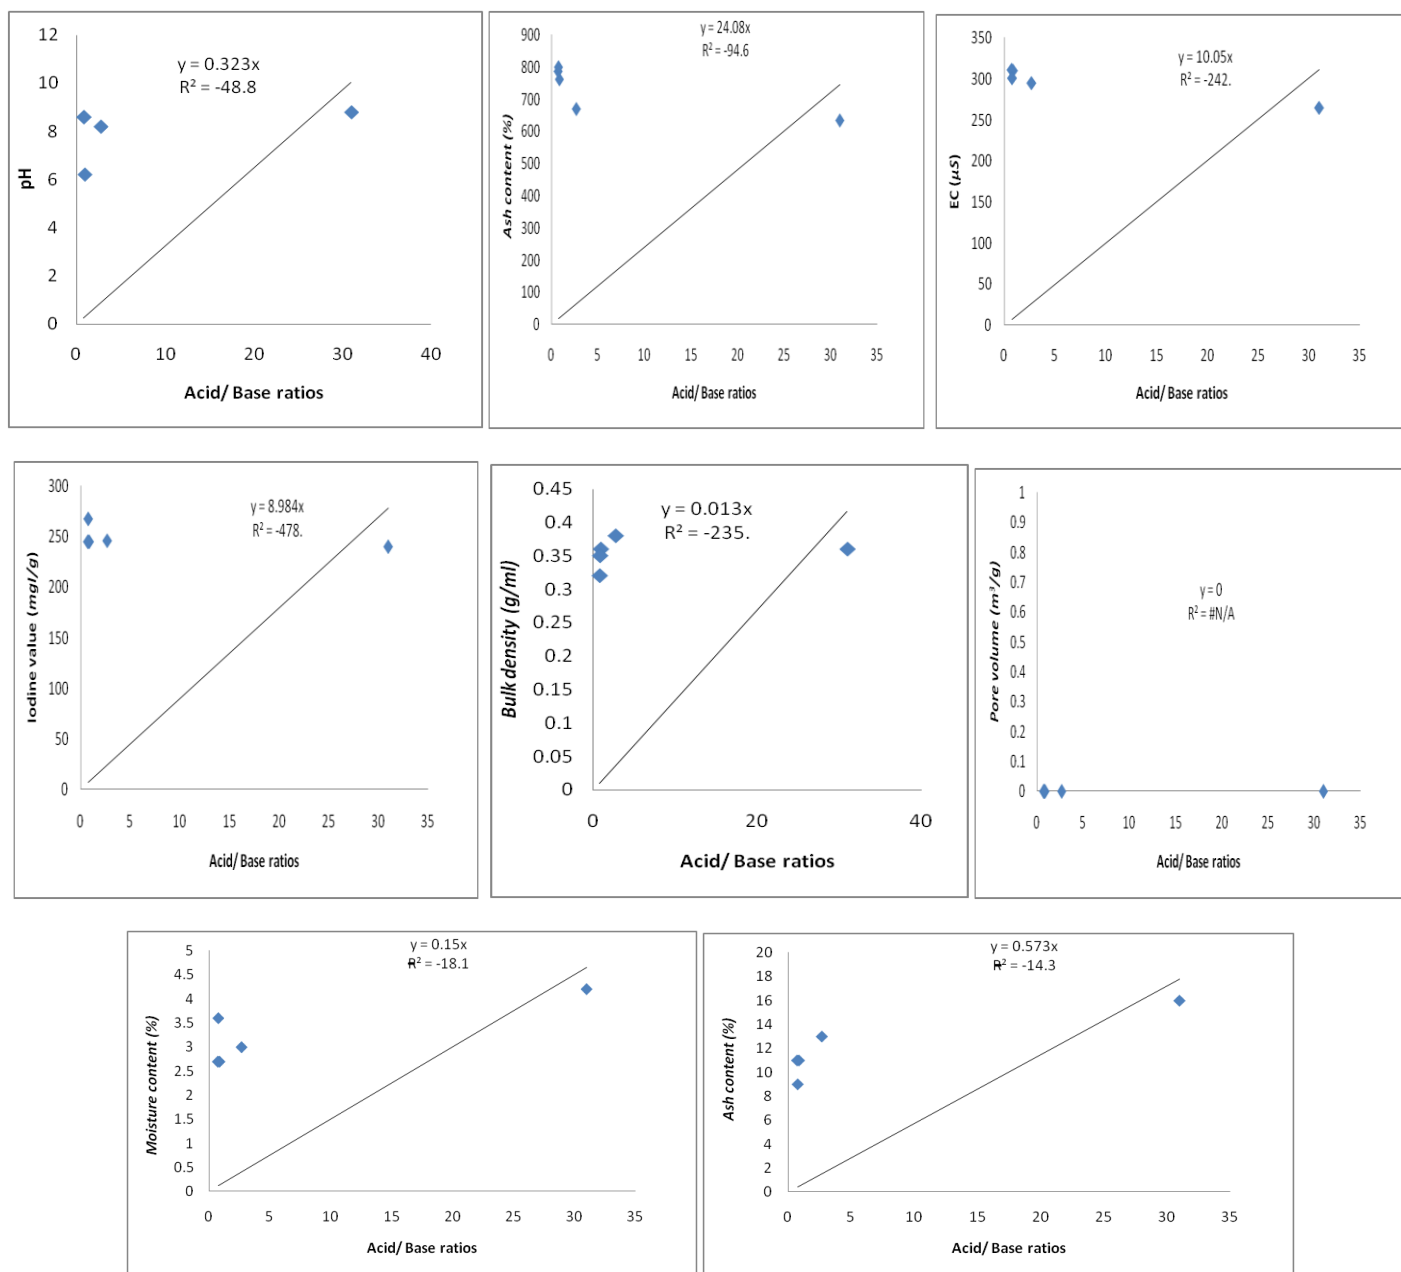 12
10
8
6
4
2
0
pH
y = 0.323x
R² = -48.8
0 10 20 30 40
Acid/ Base ratios
900
800
700
600
500
400
300
200
100
0
Ash content (%)
y = 24.08x
R² = -94.6
0 5 10 15 20 25 30 35
Acid/ Base ratios
350
300
250
200
150
100
50
0
EC (µS)
y = 10.05x
R² = -242.
0 5 10 15 20 25 30 35
Acid/ Base ratios
300
250
200
150
100
50
0
Iodine value (mgl/g)
y = 8.984x
R² = -478.
0 5 10 15 20 25 30 35
Acid/ Base ratios
0.45
0.4
0.35
0.3
0.25
0.2
0.15
0.1
0.05
0
Bulk density (g/ml)
y = 0.013x
R² = -235.
0 20 40
Acid/ Base ratios
1
0.9
0.8
0.7
0.6
0.5
0.4
0.3
0.2
0.1
0
Pore volume (m³/g)
y = 0
R² = #N/A
0 5 10 15 20 25 30 35
Acid/ Base ratios
5
4.5
4
3.5
3
2.5
2
1.5
1
0.5
0
Moisture content (%)
y = 0.15x
R² = -18.1
0 5 10 15 20 25 30 35
Acid/ Base ratios
20
18
16
14
12
10
8
6
4
2
0
Ash content (%)
y = 0.573x
R² = -14.3
0 5 10 15 20 25 30 35
Acid/ Base ratios